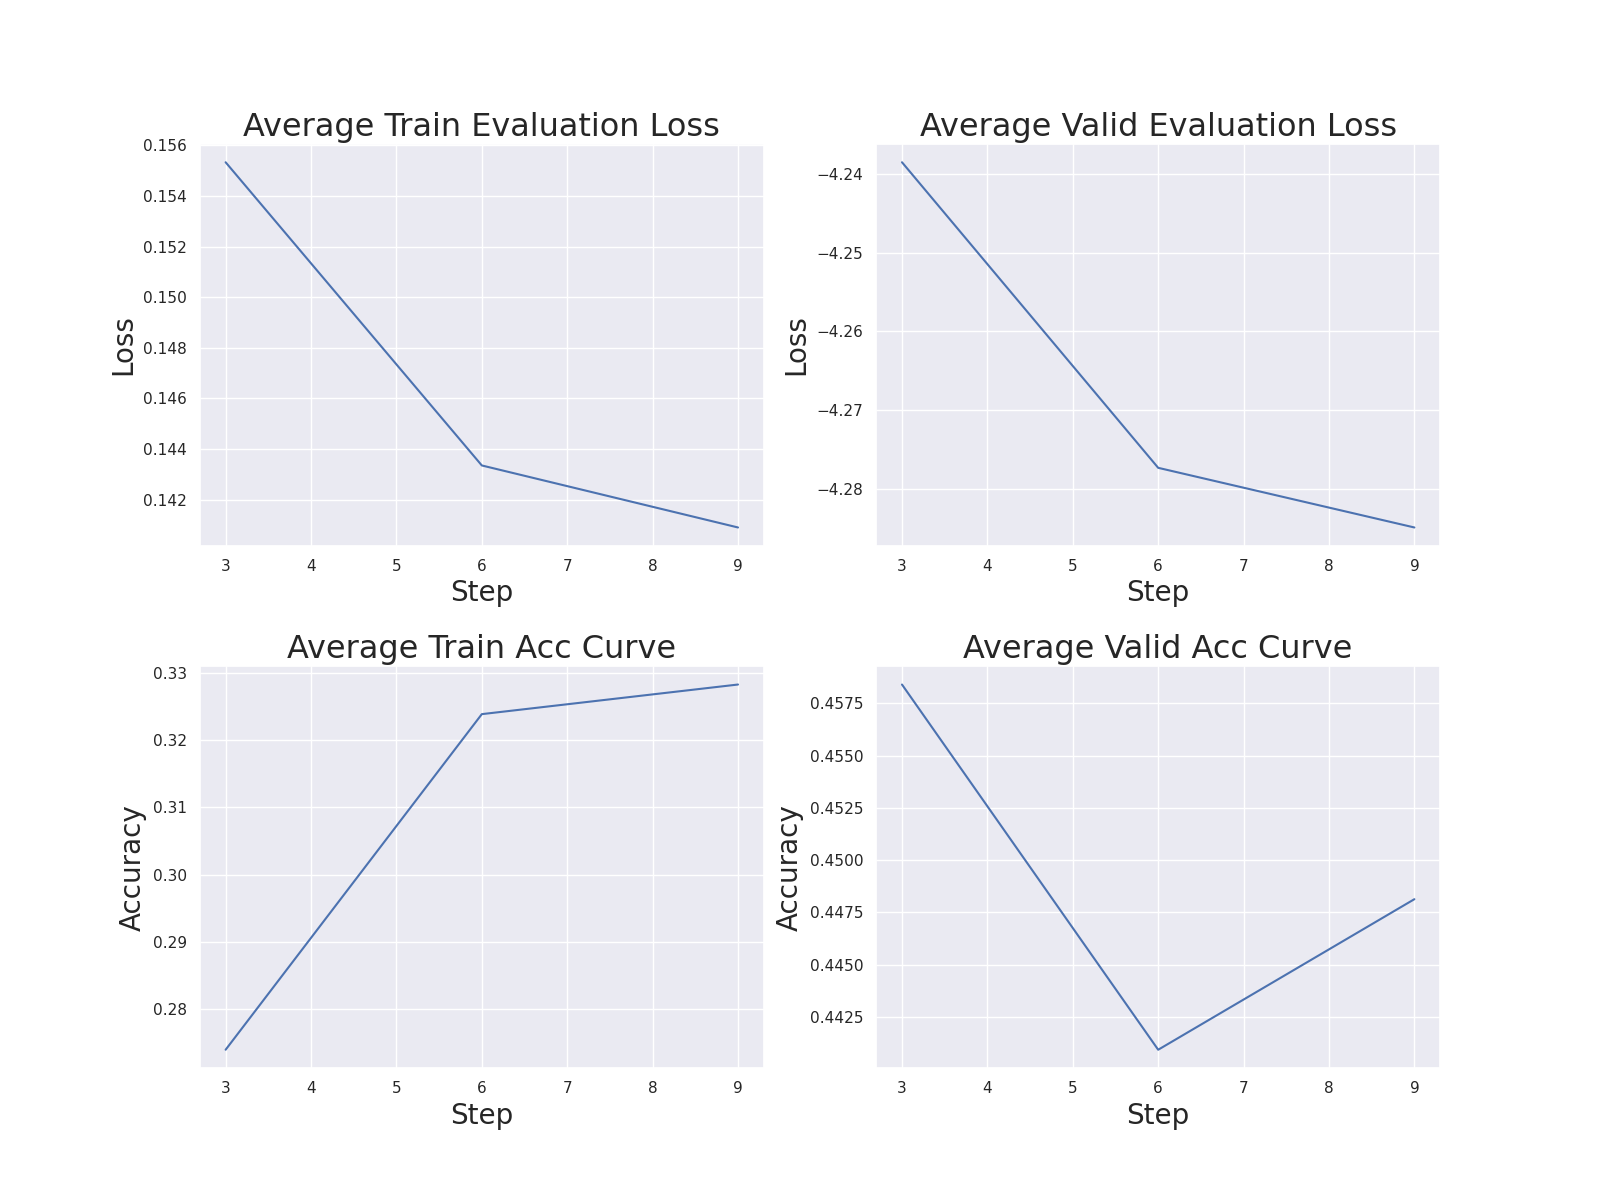 Average Train Evaluation Loss
0.156
0.154
0.152
0.150
0.148
0.146
0.144
0.142
Loss
3 4 5 6 7 8 9
Step
Average Valid Evaluation Loss
−4.24
−4.25
−4.26
−4.27
−4.28
Loss
3 4 5 6 7 8 9
Step
Average Train Acc Curve
0.33
0.32
0.31
0.30
0.29
0.28
Accuracy
3 4 5 6 7 8 9
Step
Average Valid Acc Curve
0.4575
0.4550
0.4525
0.4500
0.4475
0.4450
0.4425
Accuracy
3 4 5 6 7 8 9
Step